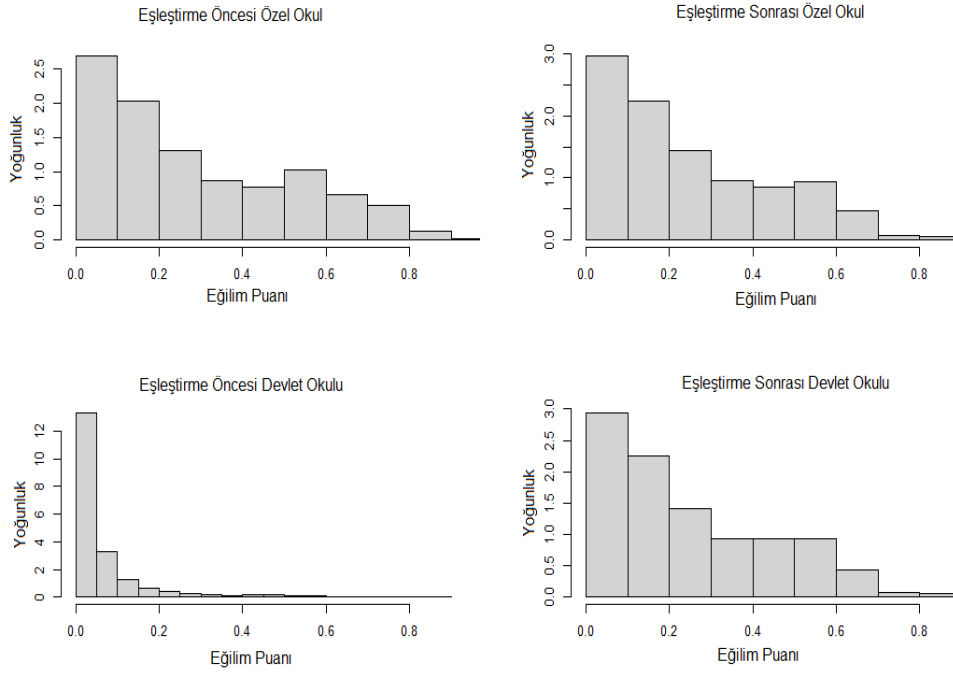 Eşleştirme Öncesi Özel Okul
Yoğunluk
2.5
2.0
1.5
1.0
0.5
0.0
0.0 0.2 0.4 0.6 0.8
Eğilim Puanı
Eşleştirme Sonrası Özel Okul
Yoğunluk
3.0
2.0
1.0
0.0
0.0 0.2 0.4 0.6 0.8
Eğilim Puanı
Eşleştirme Öncesi Devlet Okulu
Yoğunluk
12
10
8
6
4
2
0
0.0 0.2 0.4 0.6 0.8
Eğilim Puanı
Eşleştirme Sonrası Devlet Okulu
Yoğunluk
3.0
2.5
2.0
1.5
1.0
0.5
0.0
0.0 0.2 0.4 0.6 0.8
Eğilim Puanı